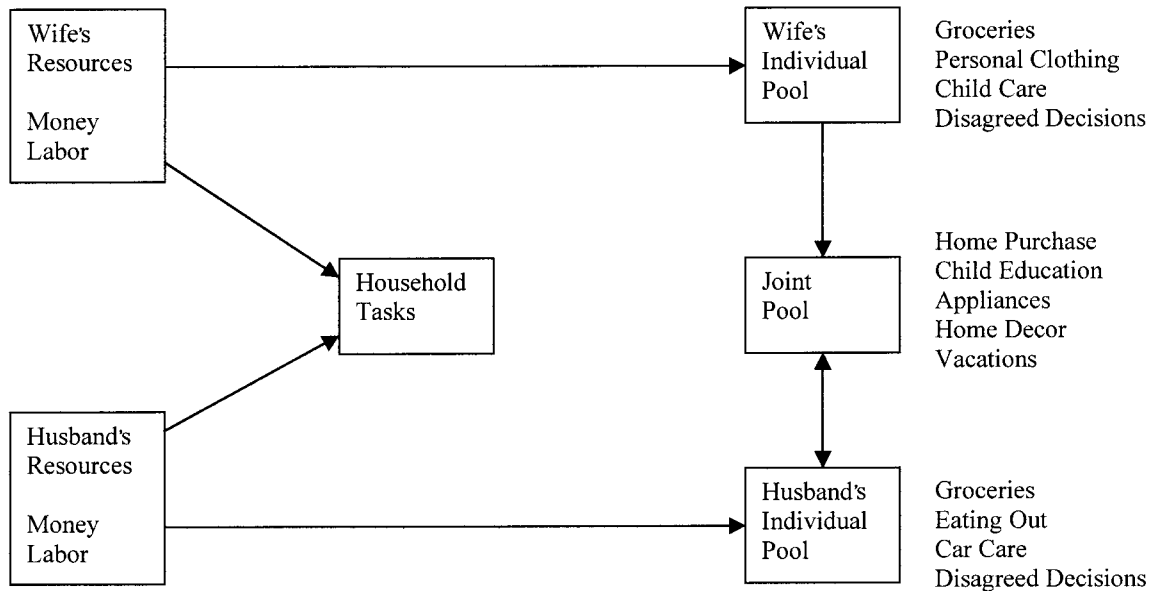 Wife's
Resources
Money
Labor
Wife's
Individual
Pool
Groceries
Personal Clothing
Child Care
Disagreed Decisions
Household
Tasks
Joint
Pool
Home Purchase
Child Education
Appliances
Home Decor
Vacations
Husband's
Resources
Money
Labor
Husband's
Individual
Pool
Groceries
Eating Out
Car Care
Disagreed Decisions